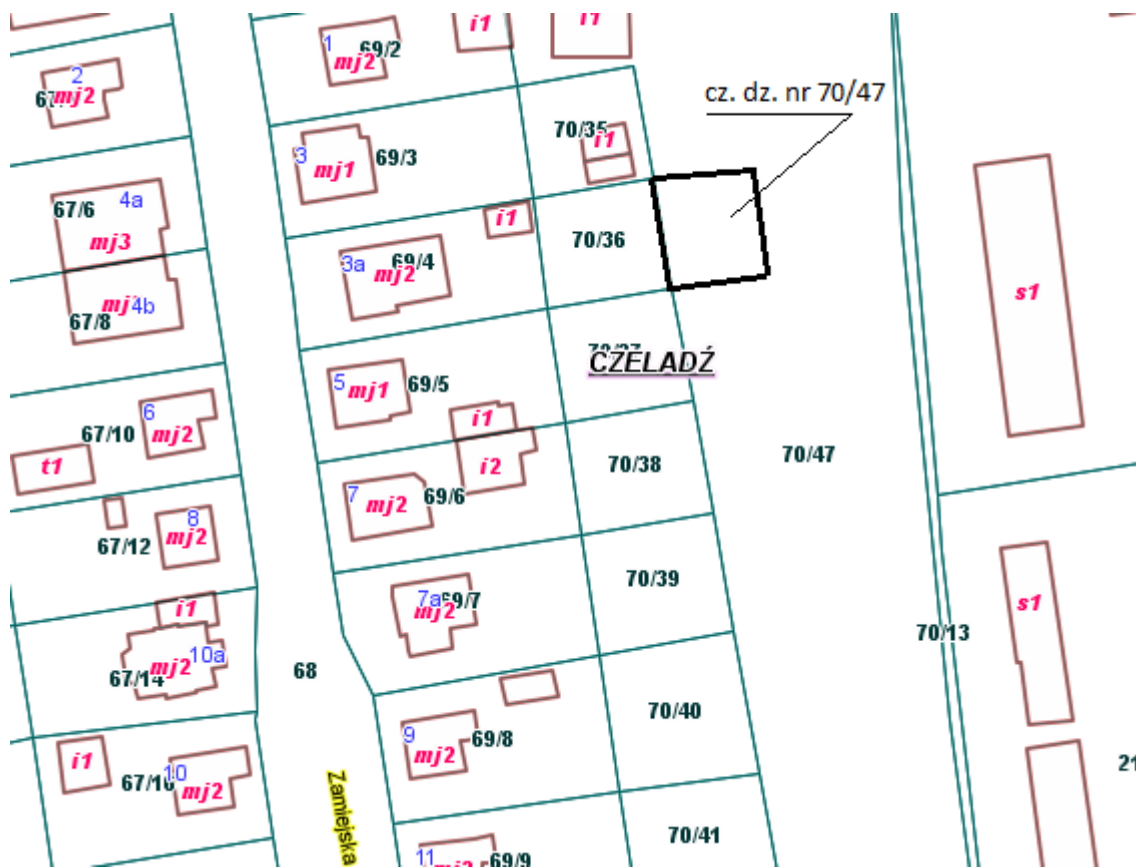 i1
i1
1
69/2
mj2
2
mj2
cz. dz. nr 70/47
70/35
i1
3
mj1
69/3
67/6
4a
mj3
i1
70/36
3a
69/4
mj2
s1
67/8
4b
CZELADŹ
5
mj1
69/5
6
67/10
mj2
i1
t1
i2
70/38
70/47
7
mj2
69/6
8
mj2
67/12
70/39
7a
69/7
mj2
i1
s1
70/13
10a
mj2
67/14
68
70/40
9
69/8
mj2
i1
10
mj2
21
Zamiejska
70/41
11
69/9